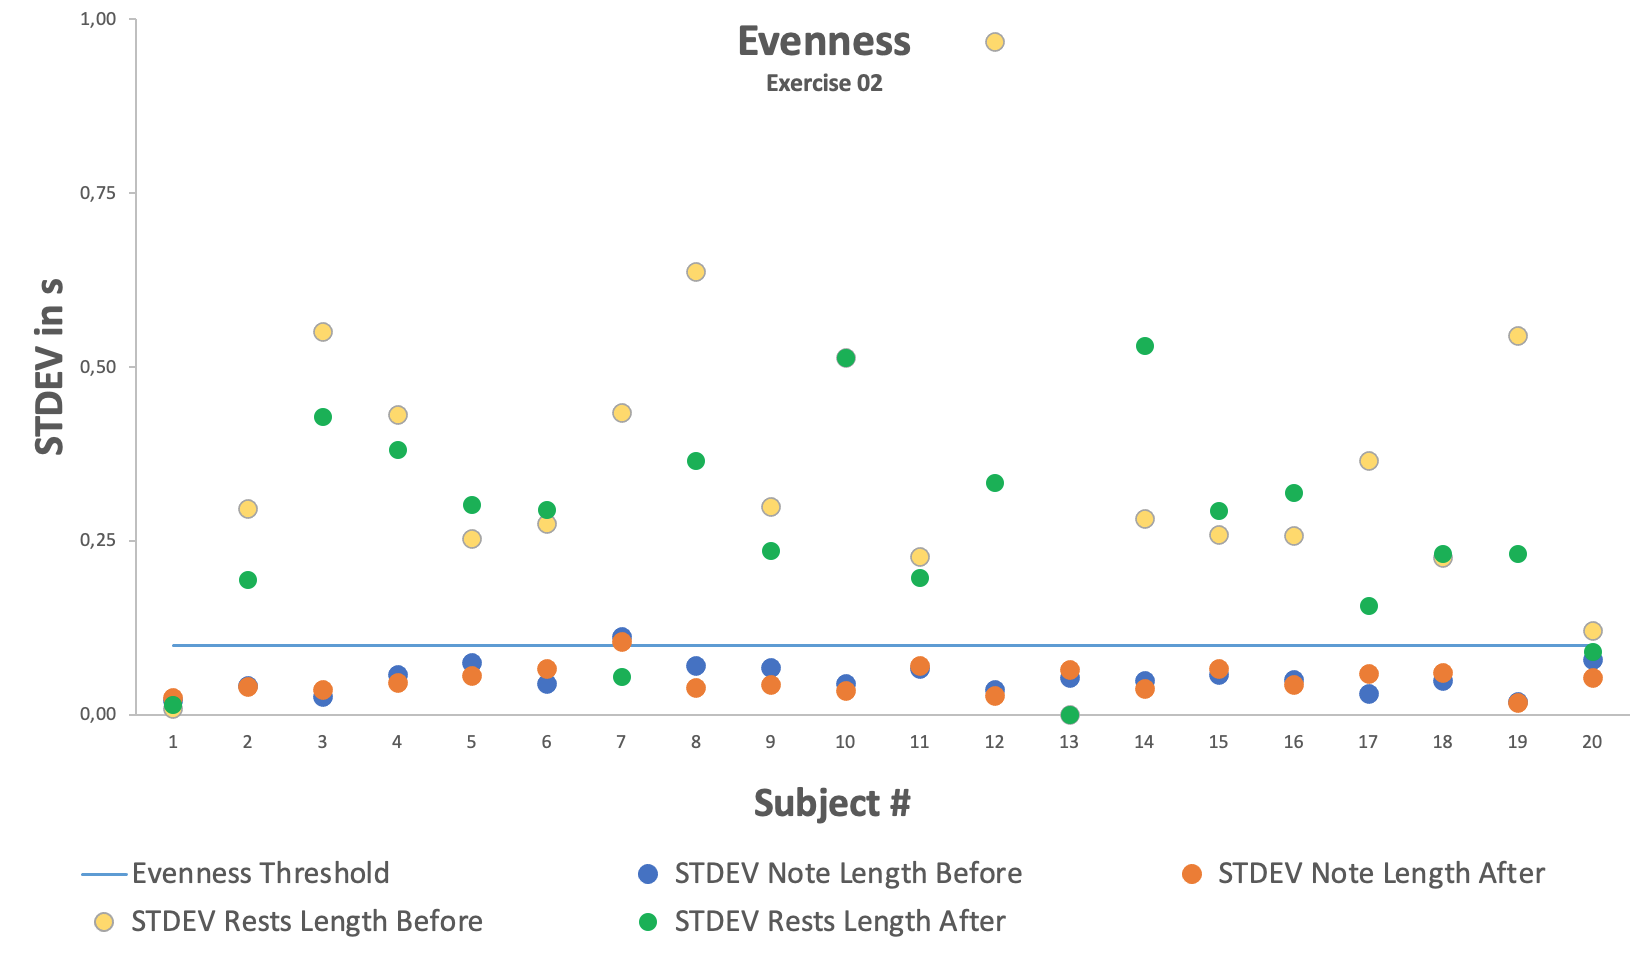 Evenness
Exercise 02
1,00
0,75
0,50
0,25
0,00
STDEV in s
1 2 3 4 5 6 7 8 9 10 11 12 13 14 15 16 17 18 19 20
Subject #
Evenness Threshold STDEV Note Length Before STDEV Note Length After
STDEV Rests Length Before STDEV Rests Length After